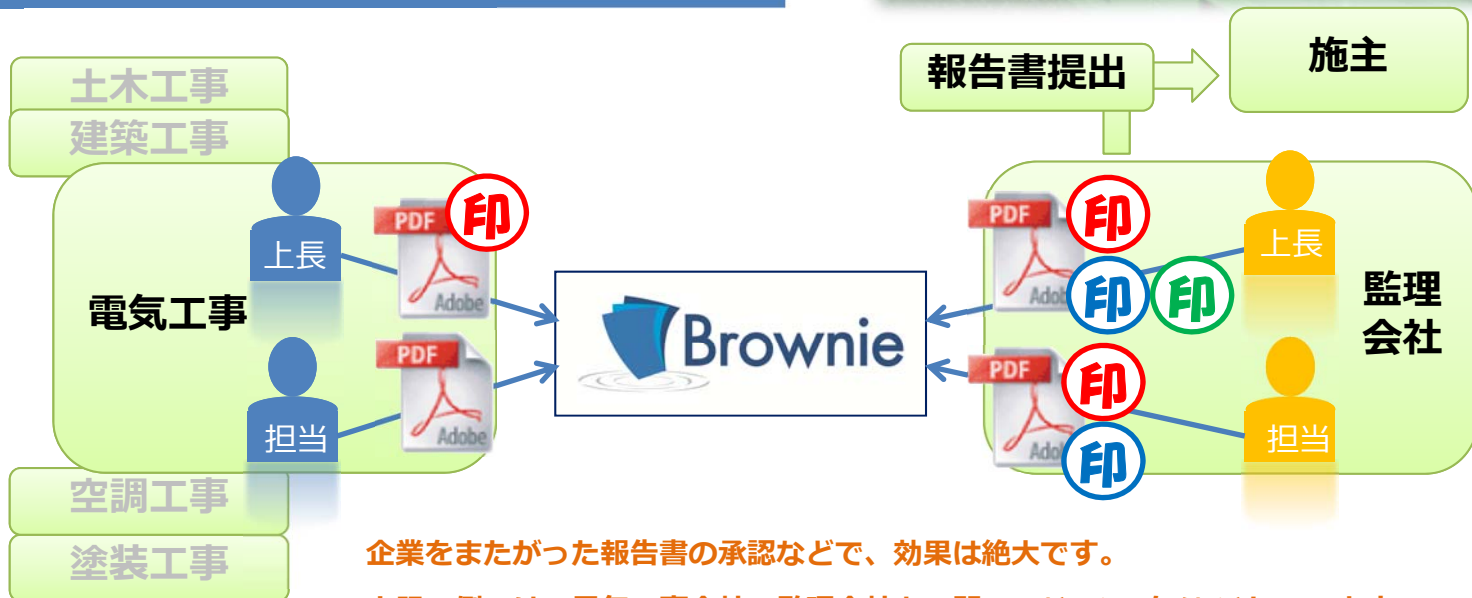 施主
報告書提出
土木工事
建築工事
上長
PDF
印
Adobe
電気工事
担当
PDF
Adobe
空調工事
塗装工事
Brownie
PDF
印
Adob
印
印
上長
監理
会社
PDF
印
Ado
印
担当
企業をまたがった報告書の承認などで、効果は絶大です。